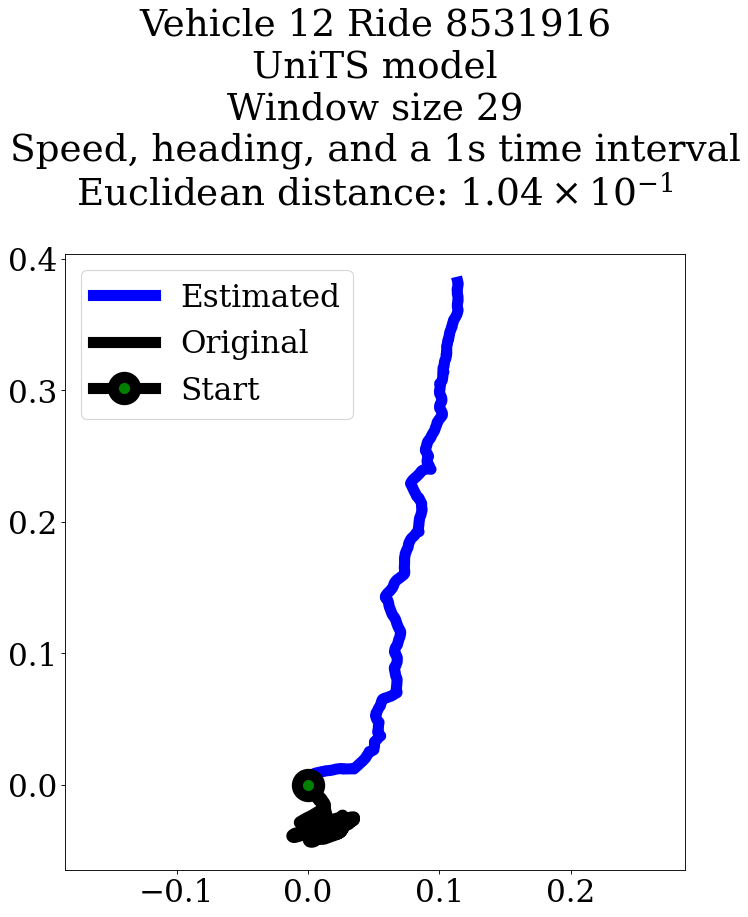 Vehicle 12 Ride 8531916
UniTS model
Window size 29
Speed, heading, and a 1s time interval
Euclidean distance: 1.04 × 10⁻¹
0.4
Estimated
Original
Start
0.3
0.2
0.1
0.0
−0.1 0.0 0.1 0.2